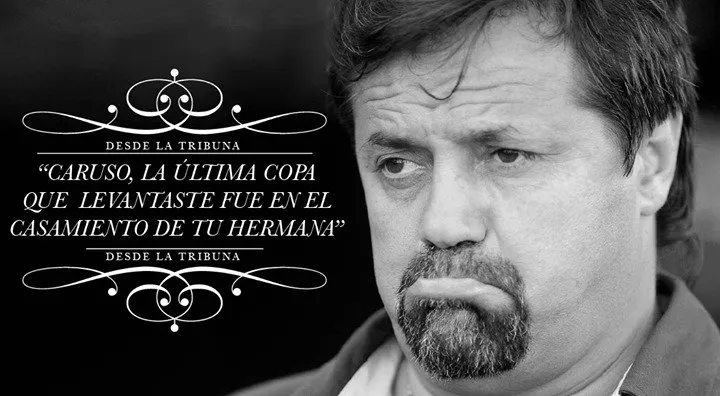 DESDE LA TRIBUNA
“CARUSO, LA ÚLTIMA COPA
QUE LEVANTASTE FUE EN EL
CASAMIENTO DE TU HERMANA”
DESDE LA TRIBUNA